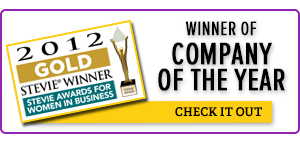 2012
GOLD
STEVIE® WINNER
STEVIE AWARDS FOR
WOMEN IN BUSINESS
WINNER OF
COMPANY
OF THE YEAR
CHECK IT OUT